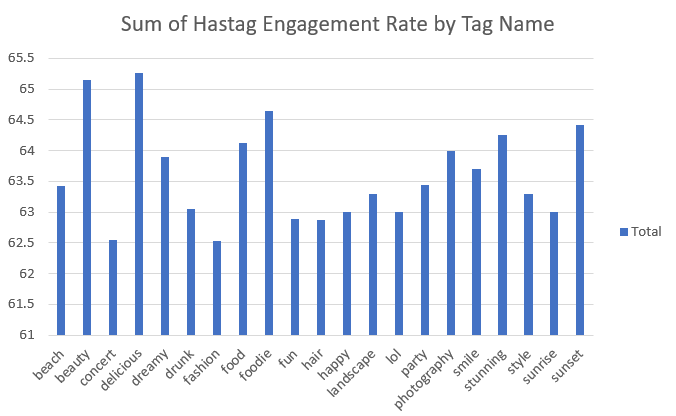 Sum of Hastag Engagement Rate by Tag Name
65.5
65
64.5
64
63.5
63
62.5
62
61.5
61
beach
beauty
concert
delicious
dreamy
drunk
fashion
food
foodie
fun
hair
happy
landscape
lol
party
photography
smile
stunning
style
sunrise
sunset
Total